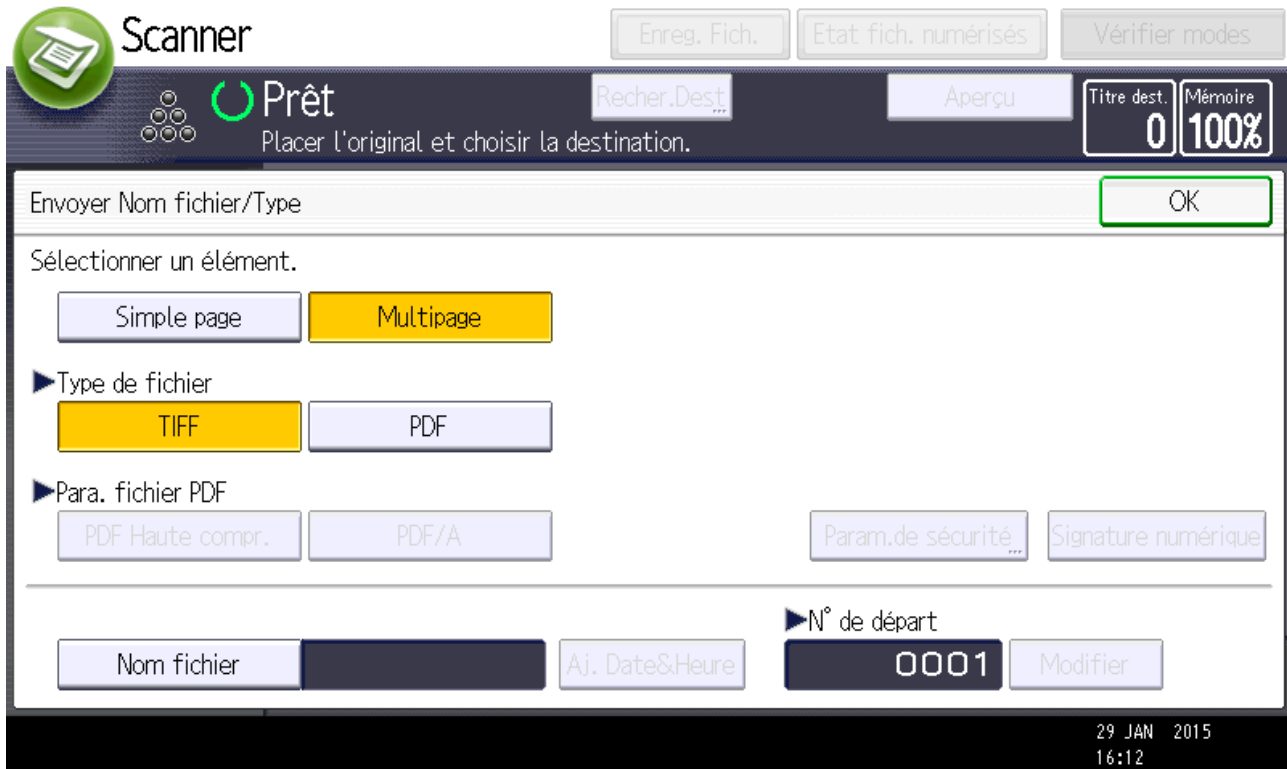 Scanner
Enreg. Fich.
Etat fich. numérisés
Vérifier modes
Prêt
Recher.Dest...
Aperçu
Titre dest.
0
Mémoire
100%
Placer l'original et choisir la destination.
Envoyer Nom fichier/Type
OK
Sélectionner un élément.
Simple page
Multipage
Type de fichier
TIFF
PDF
Para. fichier PDF
PDF Haute compr.
PDF/A
Param.de sécurité...
Signature numérique
N° de départ
Nom fichier
Aj. Date&Heure
0001
Modifier
29 JAN 2015
16:12